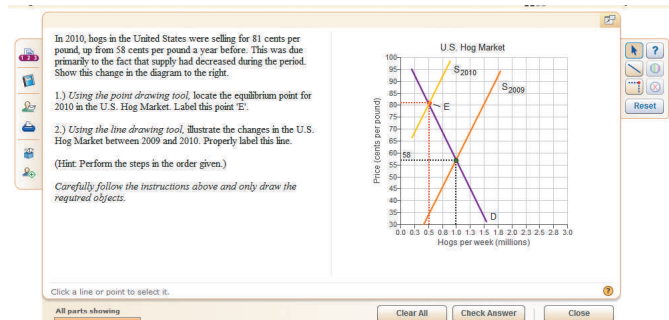 In 2010, hogs in the United States were selling for 81 cents per
pound, up from 58 cents per pound a year before. This was due
primarily to the fact that supply had decreased during the period.
Show this change in the diagram to the right.
1.) Using the point drawing tool, locate the equilibrium point for
2010 in the U.S. Hog Market. Label this point 'E'.
2.) Using the line drawing tool, illustrate the changes in the U.S.
Hog Market between 2009 and 2010. Properly label this line.
(Hint: Perform the steps in the order given.)
Carefully follow the instructions above and only draw the
required objects.
U.S. Hog Market
Price (cents per pound)
100
95
90
85
80
75
70
65
60
55
50
45
40
35
30
S2010
S2009
E
58
D
0.0 0.3 0.5 0.8 1.0 1.3 1.5 1.8 2.0 2.3 2.5 2.8 3.0
Hogs per week (millions)
1 2 3
?
Reset
Click a line or point to select it.
?
All parts showing
Clear All
Check Answer
Close